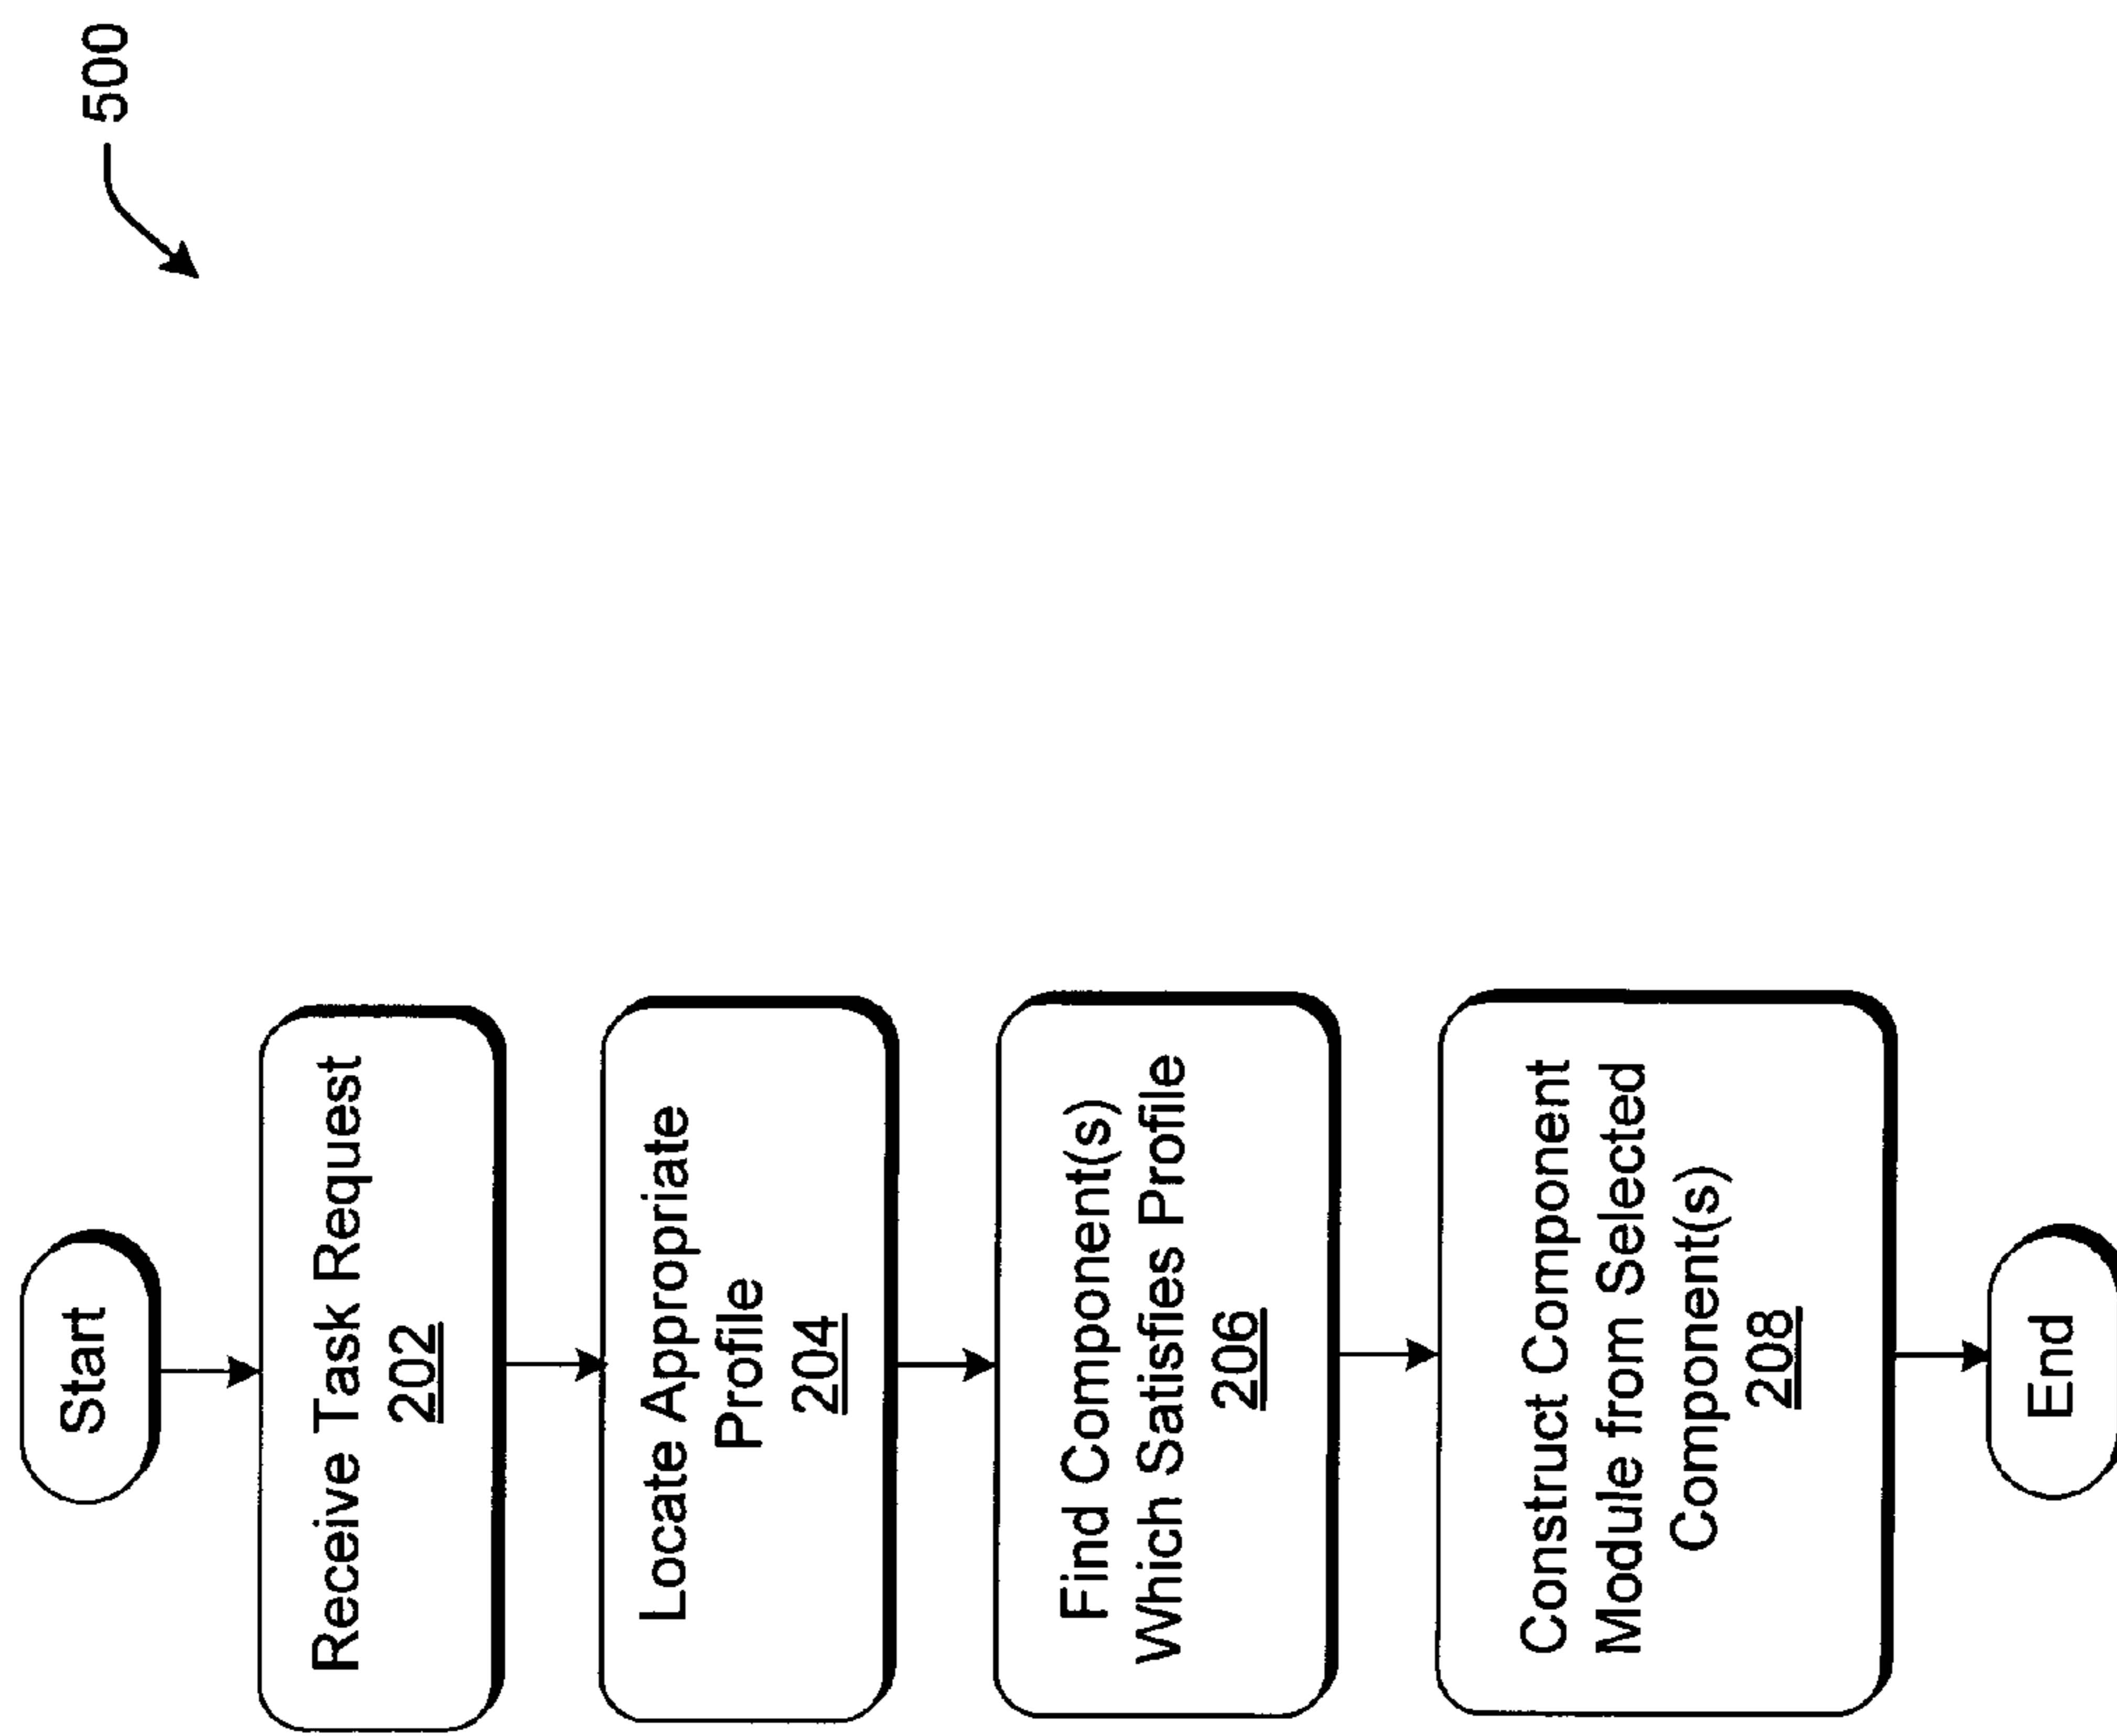 500
Start
Receive Task Request
202
Locate Appropriate
Profile
204
Find Component(s)
Which Satisfies Profile
206
Construct Component
Module from Selected
Component(s)
208
End